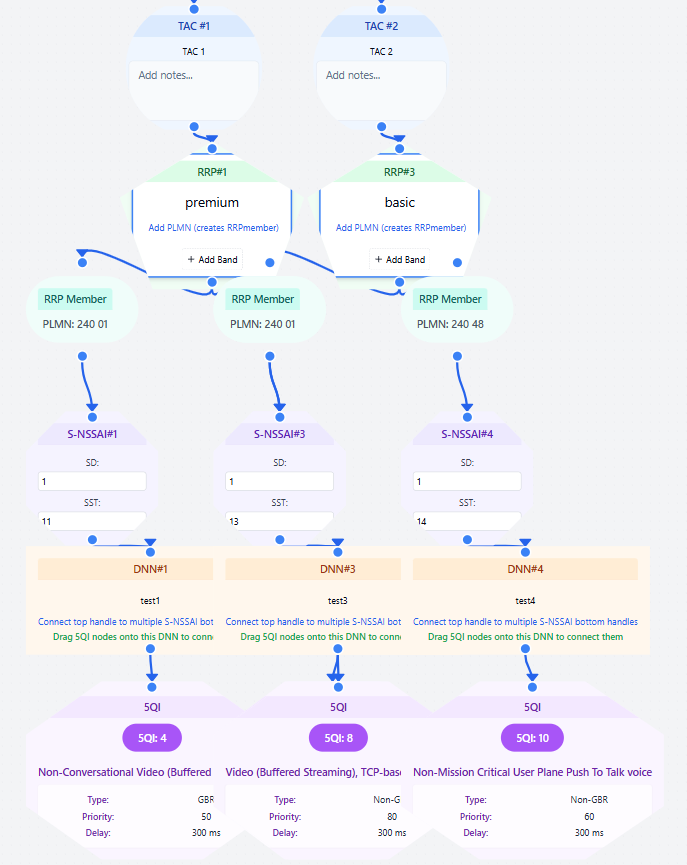 TAC #1
TAC 1
Add notes...
TAC #2
TAC 2
Add notes...
RRP#1
premium
Add PLMN (creates RRPmember)
+ Add Band
RRP#3
basic
Add PLMN (creates RRPmember)
+ Add Band
RRP Member
PLMN: 240 01
RRP Member
PLMN: 240 01
RRP Member
PLMN: 240 48
S-NSSAI#1
SD:
1
SST:
11
S-NSSAI#3
SD:
1
SST:
13
S-NSSAI#4
SD:
1
SST:
14
DNN#1
test1
Connect top handle to multiple S-NSSAI bot
Drag 5QI nodes onto this DNN to conn
DNN#3
test3
Connect top handle to multiple S-NSSAI bot
Drag 5QI nodes onto this DNN to conn
DNN#4
test4
Connect top handle to multiple S-NSSAI bottom handles
Drag 5QI nodes onto this DNN to connect them
5QI
5QI: 4
Non-Conversational Video (Buffered
Type: GBR
Priority: 50
Delay: 300 ms
5QI
5QI: 8
Video (Buffered Streaming), TCP-bas
Type: Non-G
Priority: 80
Delay: 300 ms
5QI
5QI: 10
Non-Mission Critical User Plane Push To Talk voice
Type: Non-GBR
Priority: 60
Delay: 300 ms